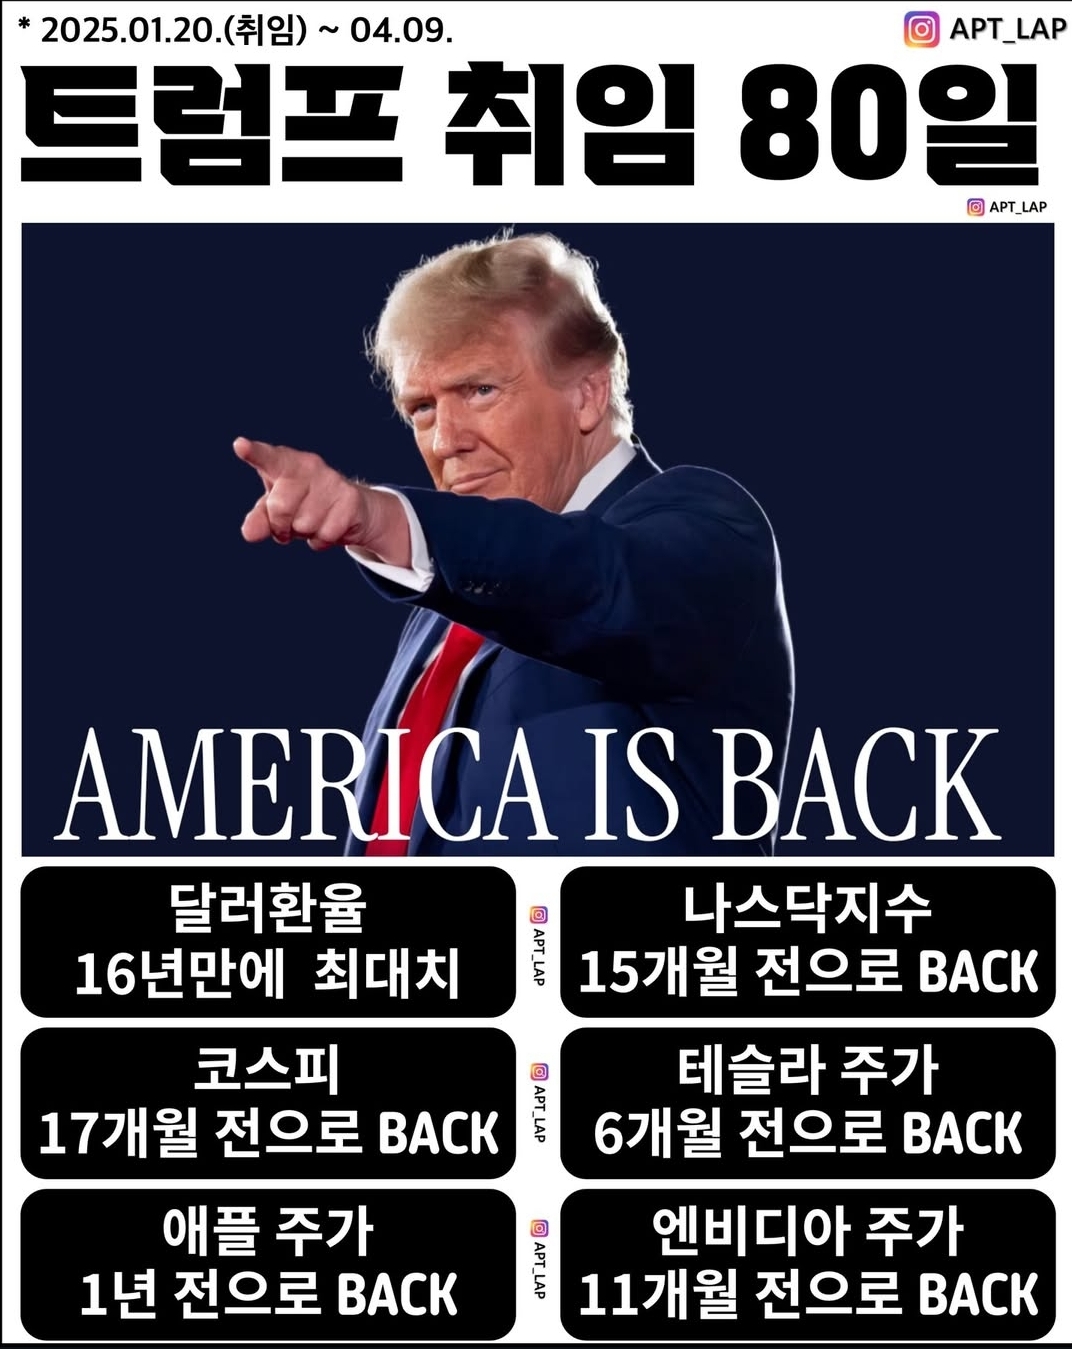 * 2025.01.20.(취임) ~ 04.09.
APT_LAP
트럼프 취임 80일
APT_LAP
AMERICA IS BACK
달러환율
16년만에 최대치
APT_LAP
나스닥지수
15개월 전으로 BACK
코스피
17개월 전으로 BACK
APT_LAP
테슬라 주가
6개월 전으로 BACK
애플 주가
1년 전으로 BACK
APT_LAP
엔비디아 주가
11개월 전으로 BACK